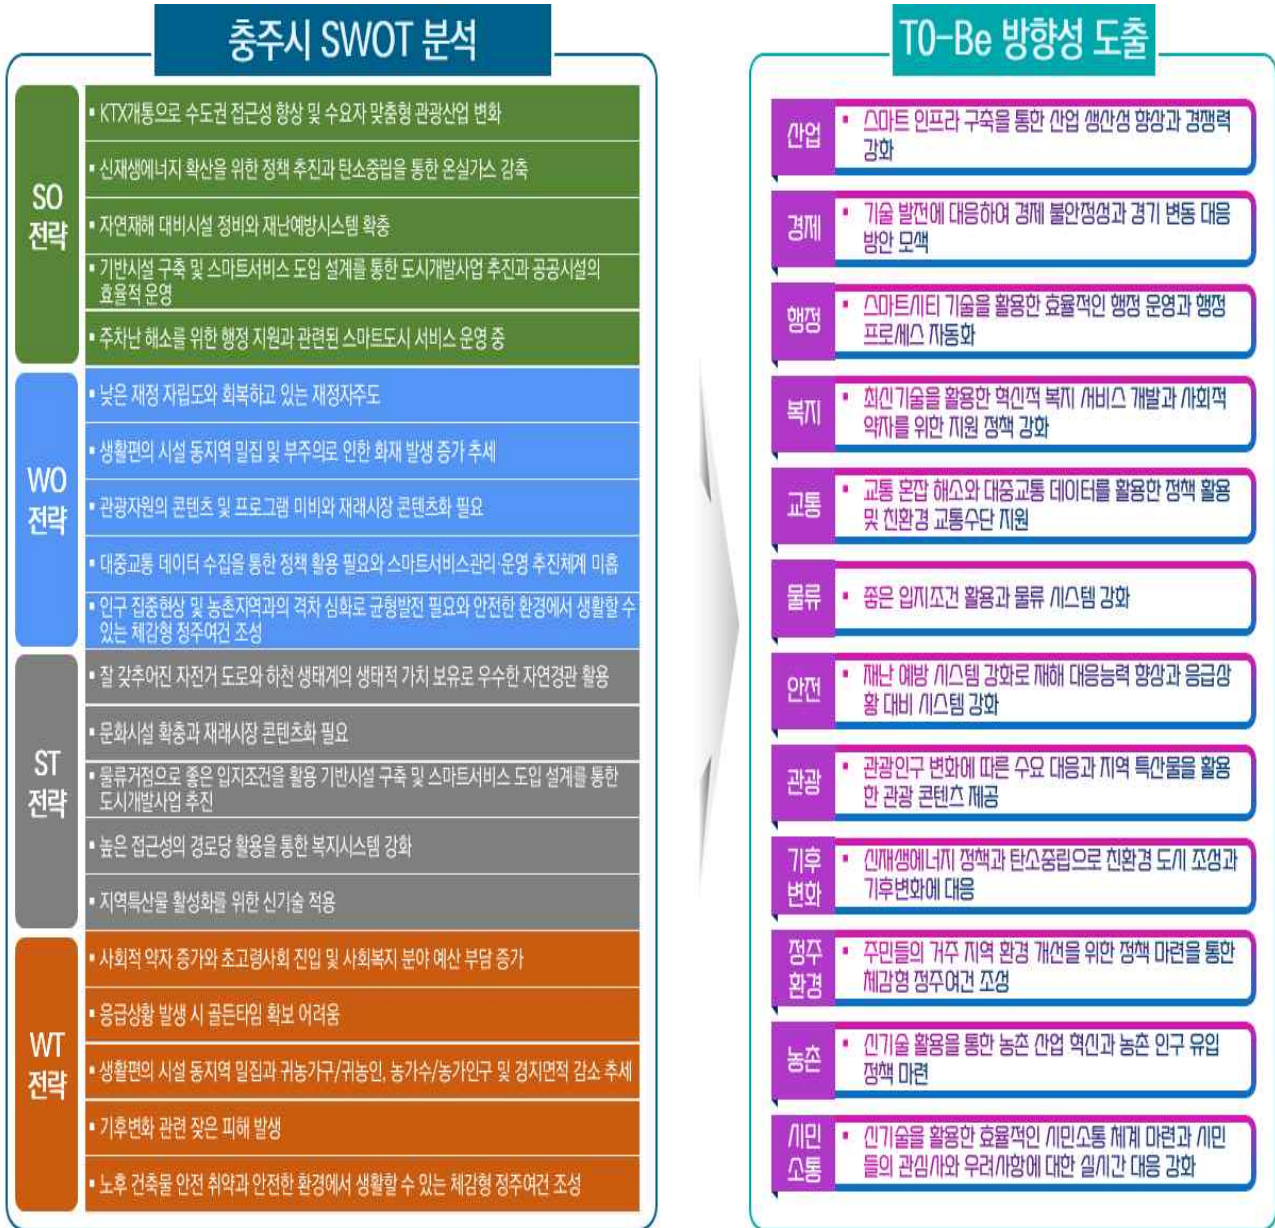 충주시 SWOT 분석
SO
전략
▪ KTX개통으로 수도권 접근성 향상 및 수요자 맞춤형 관광산업 변화
▪ 신재생에너지 확산을 위한 정책 추진과 탄소중립을 통한 온실가스 감축
▪ 자연재해 대비시설 정비와 재난예방시스템 확충
▪ 기반시설 구축 및 스마트서비스 도입 설계를 통한 도시개발사업 추진과 공공시설의
효율적 운영
▪ 주차난 해소를 위한 행정 지원과 관련된 스마트도시 서비스 운영 중
WO
전략
▪ 낮은 재정 자립도와 회복하고 있는 재정자주도
▪ 생활편의 시설 동지역 밀집 및 부주의로 인한 화재 발생 증가 추세
▪ 관광자원의 콘텐츠 및 프로그램 미비와 재래시장 콘텐츠화 필요
▪ 대중교통 데이터 수집을 통한 정책 활용 필요와 스마트서비스관리·운영 추진체계 미흡
▪ 인구 집중현상 및 농촌지역과의 격차 심화로 균형발전 필요와 안전한 환경에서 생활할 수
있는 체감형 정주여건 조성
ST
전략
▪ 잘 갖추어진 자전거 도로와 하천 생태계의 생태적 가치 보유로 우수한 자연경관 활용
▪ 문화시설 확충과 재래시장 콘텐츠화 필요
▪ 물류거점으로 좋은 입지조건을 활용 기반시설 구축 및 스마트서비스 도입 설계를 통한
도시개발사업 추진
▪ 높은 접근성의 경로당 활용을 통한 복지시스템 강화
▪ 지역특산물 활성화를 위한 신기술 적용
WT
전략
▪ 사회적 약자 증가와 초고령사회 진입 및 사회복지 분야 예산 부담 증가
▪ 응급상황 발생 시 골든타임 확보 어려움
▪ 생활편의 시설 동지역 밀집과 귀농가구/귀농인, 농가수/농가인구 및 경지면적 감소 추세
▪ 기후변화 관련 잦은 피해 발생
▪ 노후 건축물 안전 취약과 안전한 환경에서 생활할 수 있는 체감형 정주여건 조성
TO-Be 방향성 도출
산업
▪ 스마트 인프라 구축을 통한 산업 생산성 향상과 경쟁력
강화
경제
▪ 기술 발전에 대응하여 경제 불안정성과 경기 변동 대응
방안 모색
행정
▪ 스마트시티 기술을 활용한 효율적인 행정 운영과 행정
프로세스 자동화
복지
▪ 최신기술을 활용한 혁신적 복지 서비스 개발과 사회적
약자를 위한 지원 정책 강화
교통
▪ 교통 혼잡 해소와 대중교통 데이터를 활용한 정책 활용
및 친환경 교통수단 지원
물류
▪ 좋은 입지조건 활용과 물류 시스템 강화
안전
▪ 재난 예방 시스템 강화로 재해 대응능력 향상과 응급상
황 대비 시스템 강화
관광
▪ 관광인구 변화에 따른 수요 대응과 지역 특산물을 활용
한 관광 콘텐츠 제공
기후
변화
▪ 신재생에너지 정책과 탄소중립으로 친환경 도시 조성과
기후변화에 대응
정주
환경
▪ 주민들의 거주 지역 환경 개선을 위한 정책 마련을 통한
체감형 정주여건 조성
농촌
▪ 신기술 활용을 통한 농촌 산업 혁신과 농촌 인구 유입
정책 마련
시민
소통
▪ 신기술을 활용한 효율적인 시민소통 체계 마련과 시민
들의 관심사와 우려사항에 대한 실시간 대응 강화